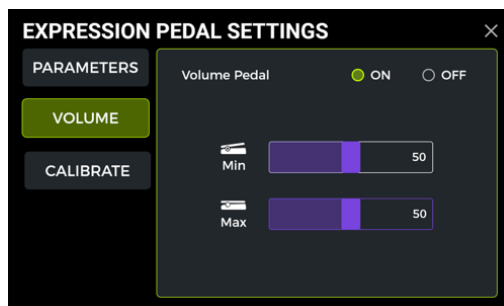 EXPRESSION PEDAL SETTINGS
PARAMETERS
VOLUME
CALIBRATE
Volume Pedal ON OFF
Min 50
Max 50